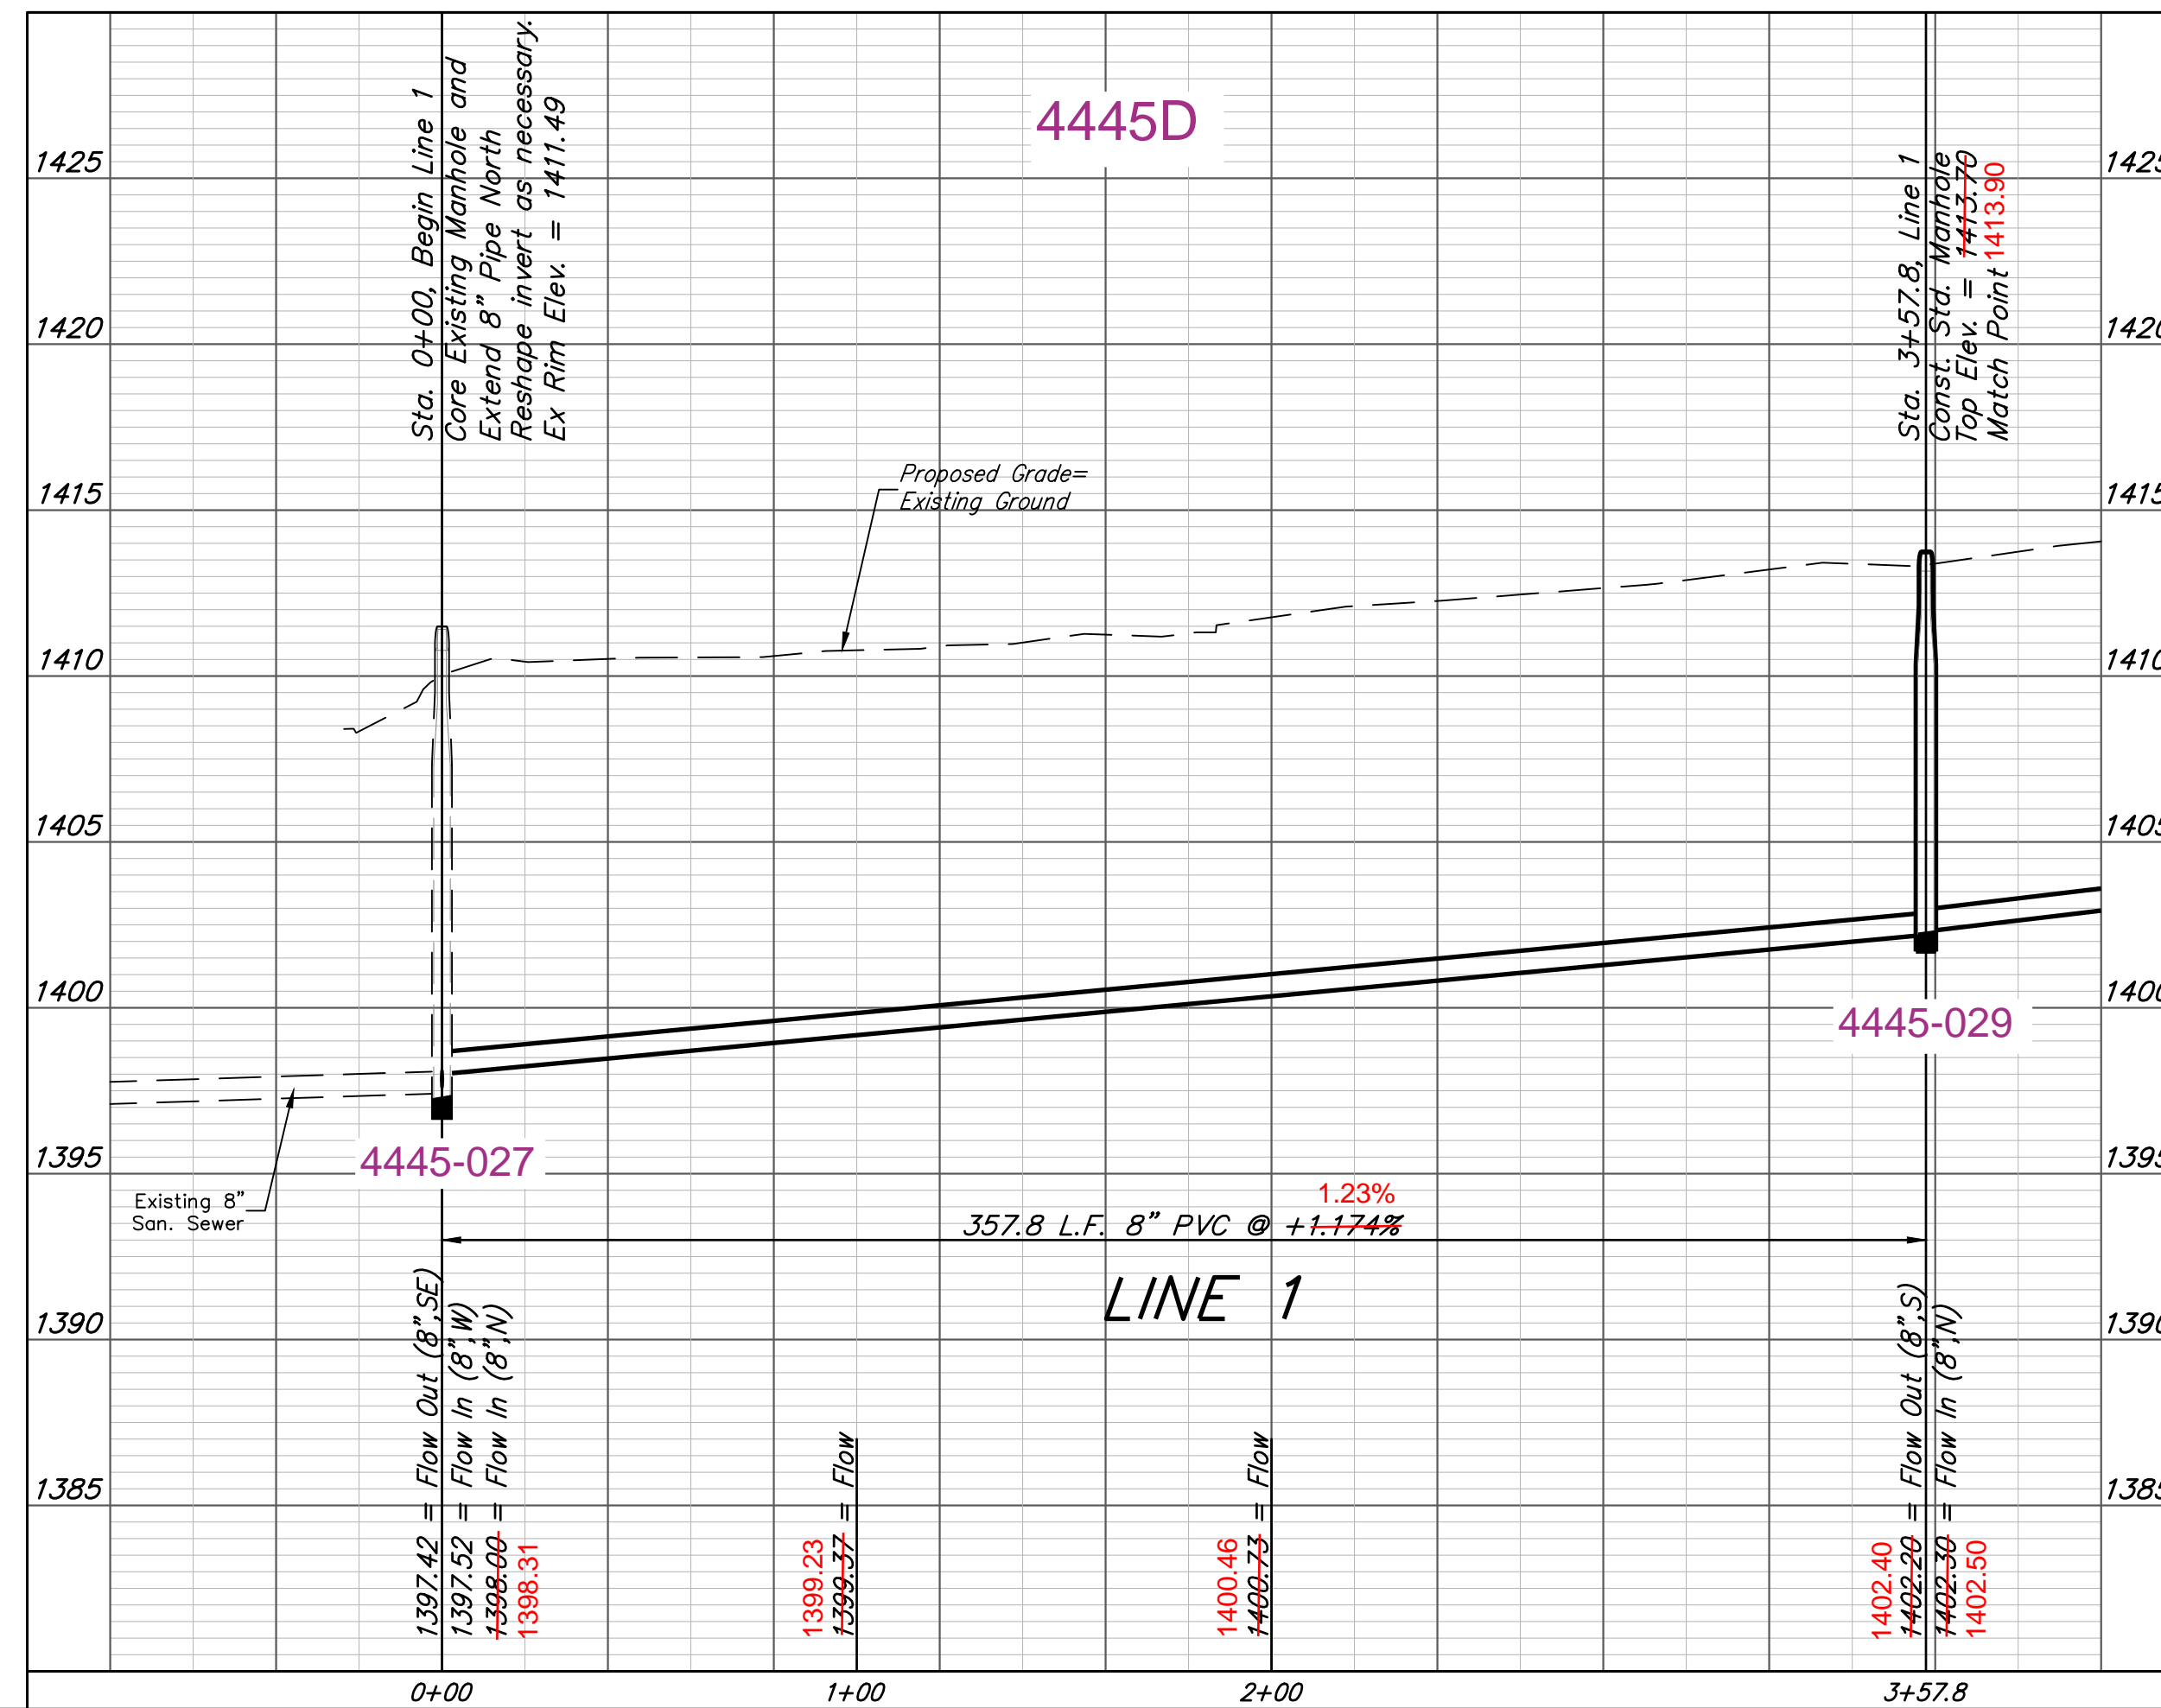 4445D
Sta. 0+00, Begin Line 1
Core Existing Manhole and
Extend 8" Pipe North
Reshape invert as necessary.
Ex Rim Elev. = 1411.49
Sta. 3+57.8, Line 1
Const. Std. Manhole
Top Elev. = 1413.70
1413.90
Match Point
1425
1420
1415
1410
1405
1400
1395
1390
1385
Proposed Grade=
Existing Ground
4445-029
4445-027
Existing 8"
San. Sewer
1.23%
357.8 L.F. 8" PVC @ +1.174%
LINE 1
1397.42 = Flow Out (8",SE)
1397.52 = Flow In (8",W)
1398.00 = Flow In (8",N)
1398.31
1399.23
1399.37 = Flow
1400.46
1400.73 = Flow
1402.40
1402.20 = Flow Out (8",S)
1402.30 = Flow In (8",N)
1402.50
0+00
1+00
2+00
3+57.8